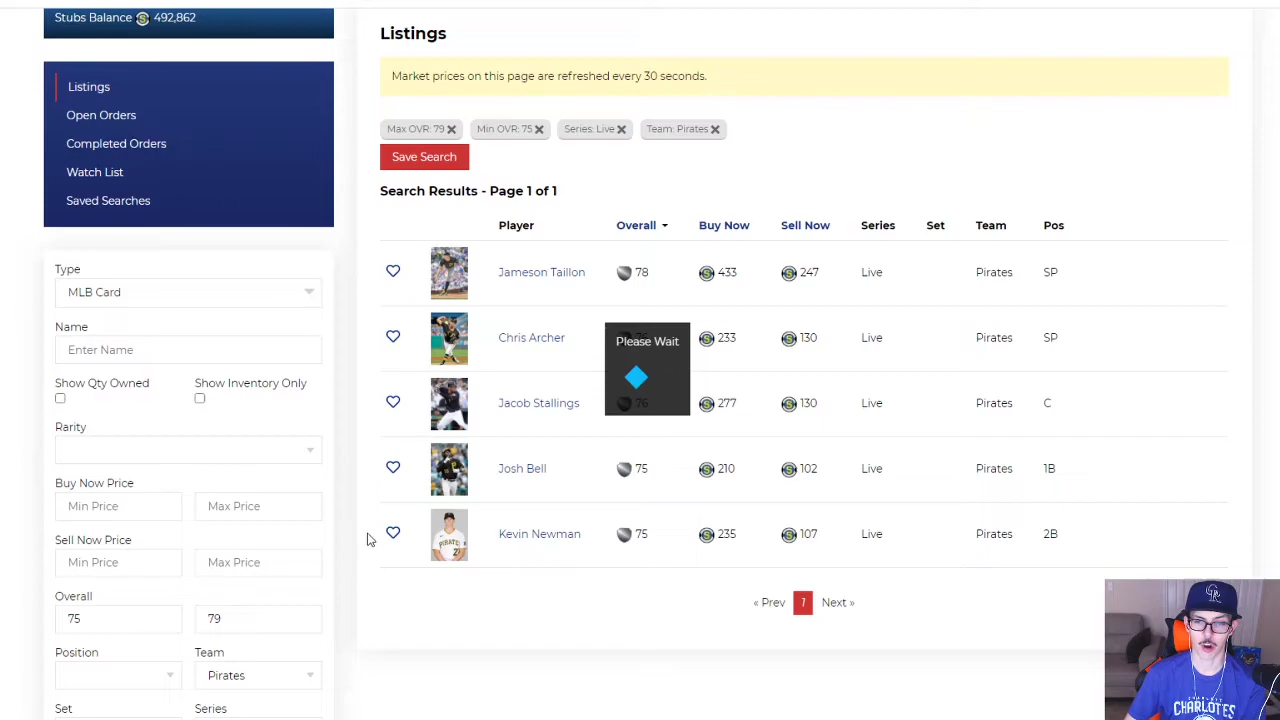 Stubs Balance 492,862
Listings
Open Orders
Completed Orders
Watch List
Saved Searches
Type
MLB Card
Name
Enter Name
Show Qty Owned Show Inventory Only
Rarity
Buy Now Price
Min Price Max Price
Sell Now Price
Min Price Max Price
Overall
75 79
Position Team
Pirates
Set Series
Listings
Market prices on this page are refreshed every 30 seconds.
Max OVR: 79 Min OVR: 75 Series: Live Team: Pirates
Save Search
Search Results - Page 1 of 1
Player Overall Buy Now Sell Now Series Set Team Pos
Jameson Taillon 78 433 247 Live Pirates SP
Chris Archer 76 233 130 Live Pirates SP
Please Wait
Jacob Stallings 76 277 130 Live Pirates C
Josh Bell 75 210 102 Live Pirates 1B
Kevin Newman 75 235 107 Live Pirates 2B
« Prev 1 Next »
CR
CHARLOTES